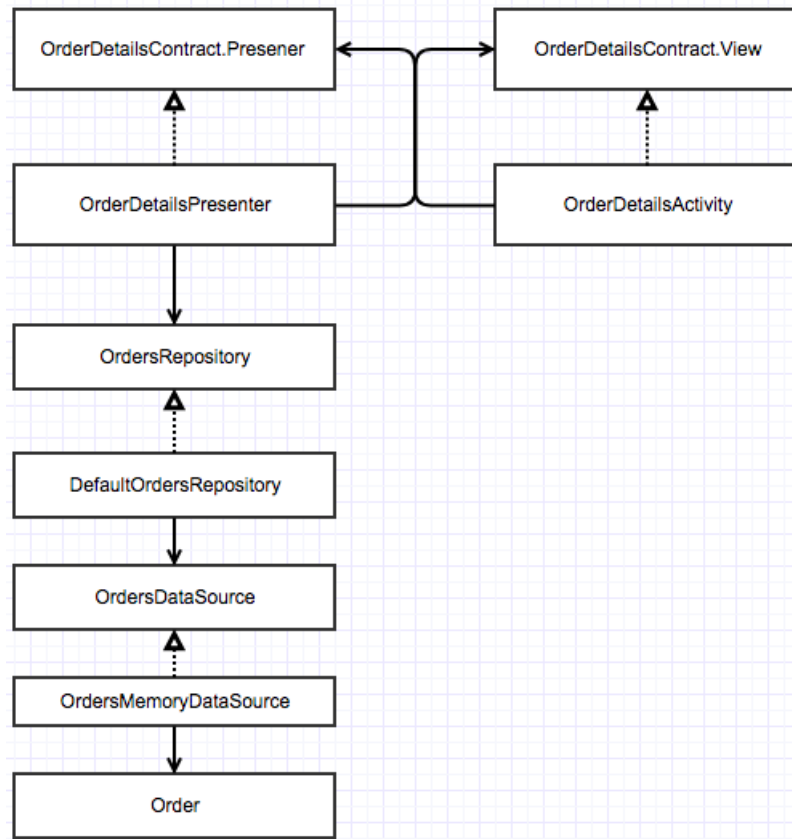 OrderDetailsContract.Presener
OrderDetailsContract.View
OrderDetailsPresenter
OrderDetailsActivity
OrdersRepository
DefaultOrdersRepository
OrdersDataSource
OrdersMemoryDataSource
Order